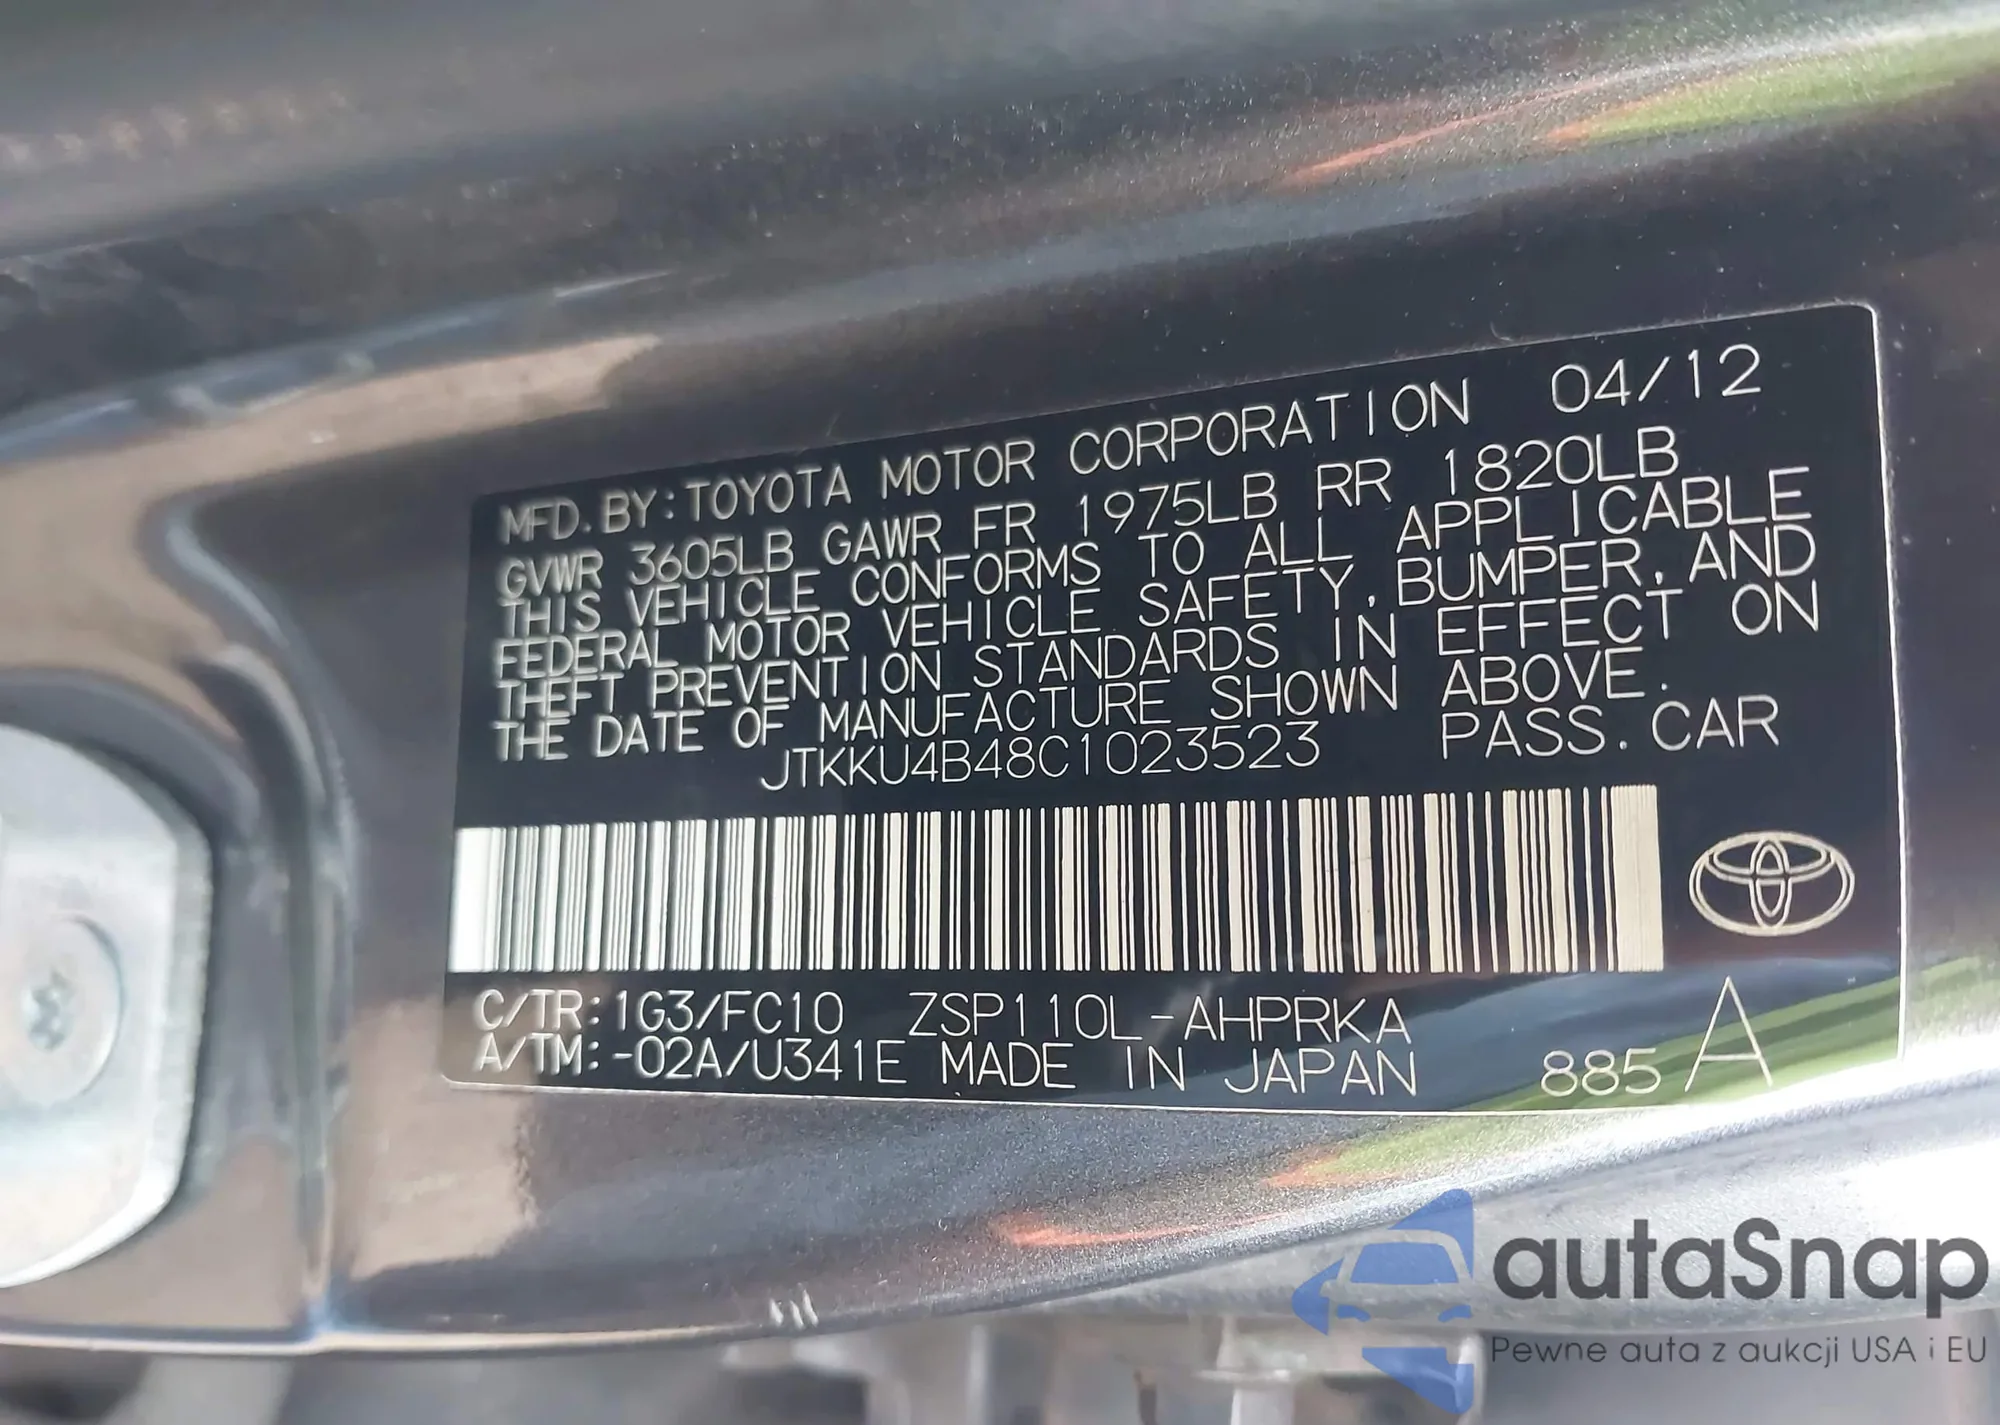 MFD. BY: TOYOTA MOTOR CORPORATION 04/12
GVWR 3605LB GAWR FR 1975LB RR 1820LB
THIS VEHICLE CONFORMS TO ALL APPLICABLE
FEDERAL MOTOR VEHICLE SAFETY, BUMPER, AND
THEFT PREVENTION STANDARDS IN EFFECT ON
THE DATE OF MANUFACTURE SHOWN ABOVE.
JTKKU4B48C1023523 PASS. CAR
C/TR: 1G3/FC10 ZSP110L-AHPRKA
A/TM: -02A/U341E MADE IN JAPAN 885 A
autaSnap
Pewne auta z aukcji USA i EU